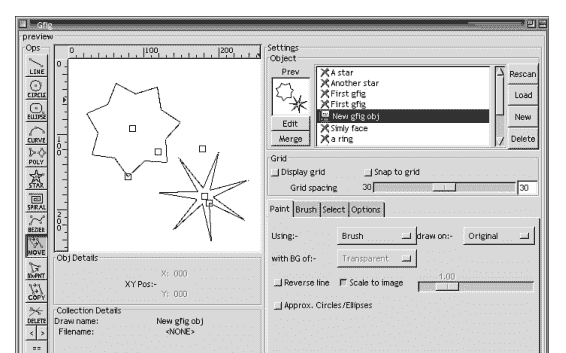 Gfig
preview
Ops
LINE
CIRCLE
ELLIPSE
CURVE
POLY
STAR
SPIRAL
BEZIER
MOVE
MvPNT
COPY
DELETE
< >
==
0 |100 |200
0
100
200
Obj Details
X: 000
XY Pos:-
Y: 000
Collection Details
Draw name: New gfig obj
Filename: <NONE>
Settings
Object
Prev
Edit
Merge
A star
Another star
First gfig
First gfig
New gfig obj
Simly face
a ring
Rescan
Load
New
Delete
Grid
Display grid Snap to grid
Grid spacing 30 30
Paint Brush Select Options
Using:- Brush draw on:- Original
with BG of:- Transparent
Reverse line Scale to image 1.00
Approx. Circles/Ellipses